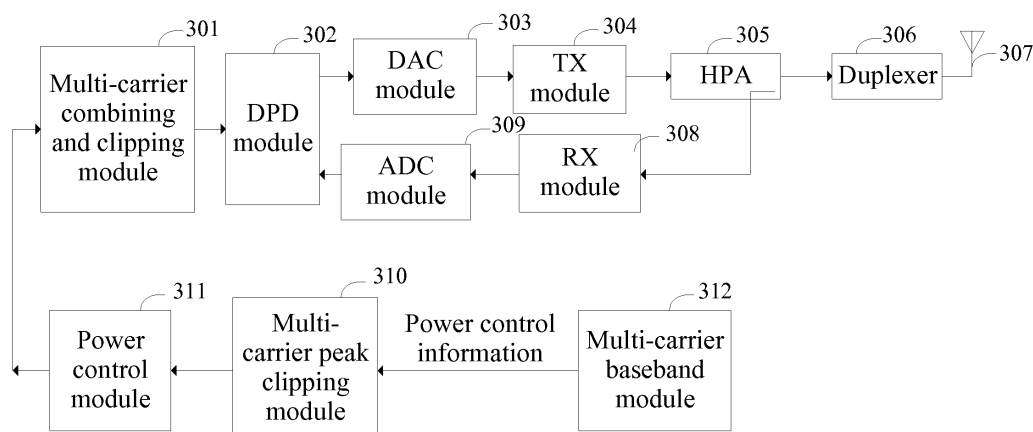 301
Multi-carrier
combining
and clipping
module
302
DPD
module
303
DAC
module
304
TX
module
305
HPA
306
Duplexer
307
309
ADC
module
308
RX
module
311
Power
control
module
310
Multi-
carrier peak
clipping
module
Power control
information
312
Multi-carrier
baseband
module